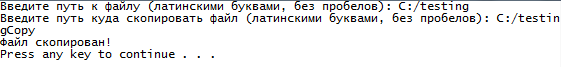 Введите путь к файлу (латинскими буквами, без пробелов): C:/testing
Введите путь куда скопировать файл (латинскими буквами, без пробелов): C:/testin
gCopy
Файл скопирован!
Press any key to continue . . .